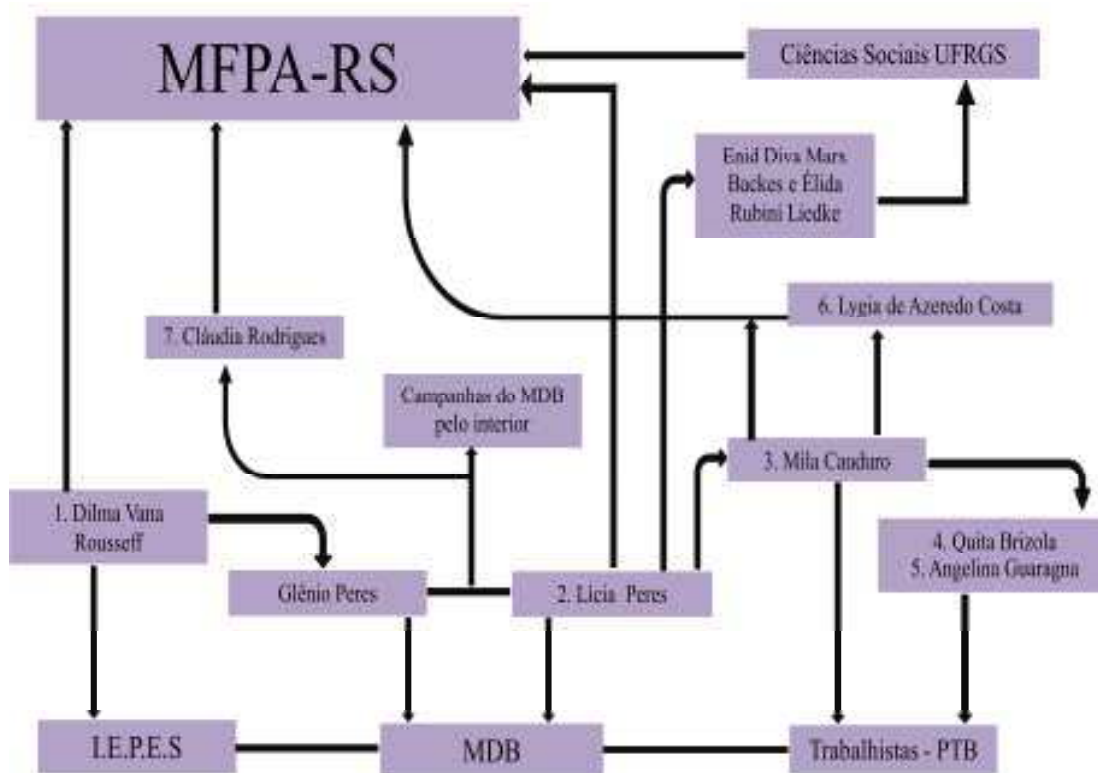 MFPA-RS
Ciências Sociais UFRGS
Enid Diva Marx
Backes e Élida
Rubini Liedke
6. Lygia de Azeredo Costa
7. Cláudia Rodrigues
Campanhas do MDB
pelo interior
3. Mila Cauduro
1. Dilma Vana
Rousseff
4. Quita Brizola
5. Angelina Guaragna
Glênio Peres
2. Lícia Peres
I.E.P.E.S
MDB
Trabalhistas - PTB